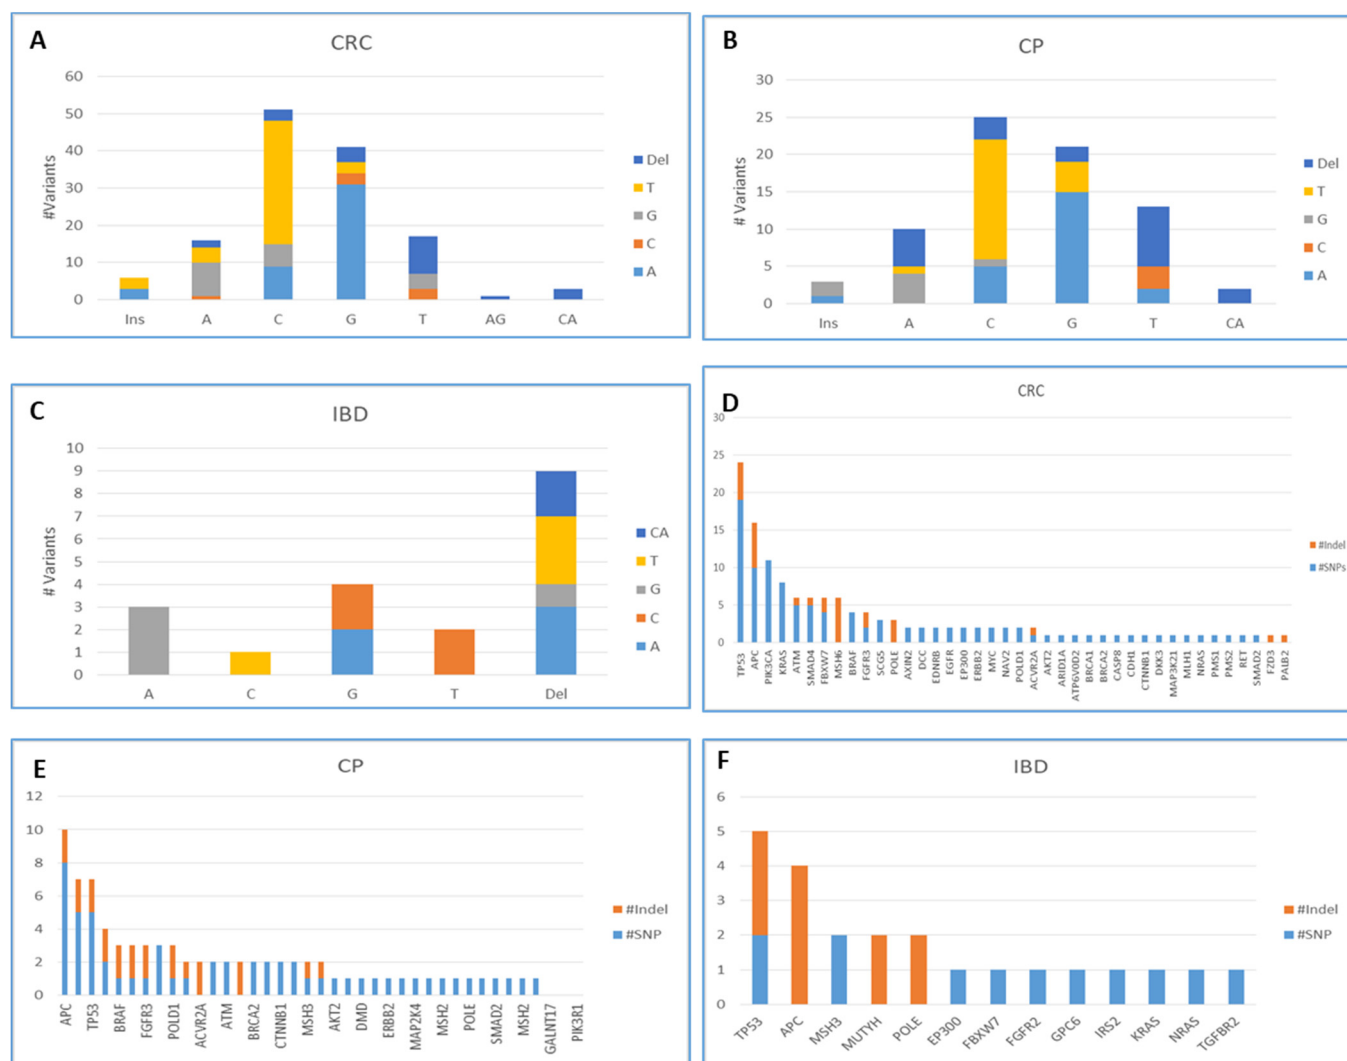 A
CRC
60
50
40
30
20
10
0
#Variants
Ins A C G T AG CA
Del
T
G
C
A
B
CP
30
25
20
15
10
5
0
# Variants
Ins A C G T CA
Del
T
G
C
A
C
IBD
10
9
8
7
6
5
4
3
2
1
0
# Variants
A C G T Del
CA
T
G
C
A
D
CRC
30
25
20
15
10
5
0
TP53 APC PIK3CA KRAS ATM SMAD4 FBXW7 MSH6 BRAF FGFR3 SCG5 POLE AXIN2 DCC EDNRB EGFR EP300 ERBB2 MYC NAV2 POLD1 ACVR2A AKT2 ARID1A ATP6V0D2 BRCA1 BRCA2 CASP8 CDH1 CTNNB1 DKK3 MAP3K21 MLH1 NRAS PMS1 PMS2 RET SMAD2 FZD3 PALB2
#Indel
#SNPs
E
CP
12
10
8
6
4
2
0
APC TP53 BRAF FGFR3 POLD1 ACVR2A ATM BRCA2 CTNNB1 MSH3 AKT2 DMD ERBB2 MAP2K4 MSH2 POLE SMAD2 MSH2 GALNT17 PIK3R1
#Indel
#SNP
F
IBD
6
5
4
3
2
1
0
TP53 APC MSH3 MUTYH POLE EP300 FBXW7 FGFR2 GPC6 IRS2 KRAS NRAS TGFBR2
#Indel
#SNP